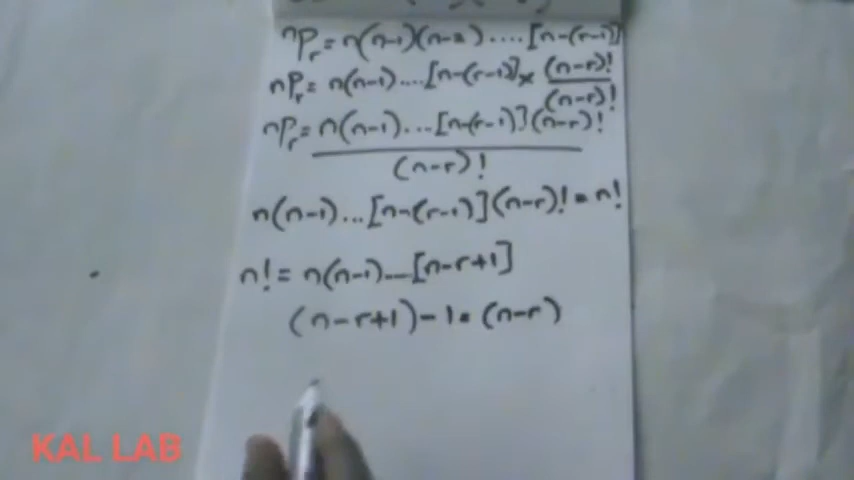 nPr = n(n-1)(n-2) .... [n-(r-1)]
nPr = n(n-1) .... [n-(r-1)] × (n-r)!
(n-r)!
nPr = n(n-1) ... [n-(r-1)] (n-r)!
(n-r)!
n(n-1) ... [n-(r-1)] (n-r)! = n!
n! = n(n-1) .... [n-r+1]
(n-r+1) - 1 = (n-r)
KAL LAB